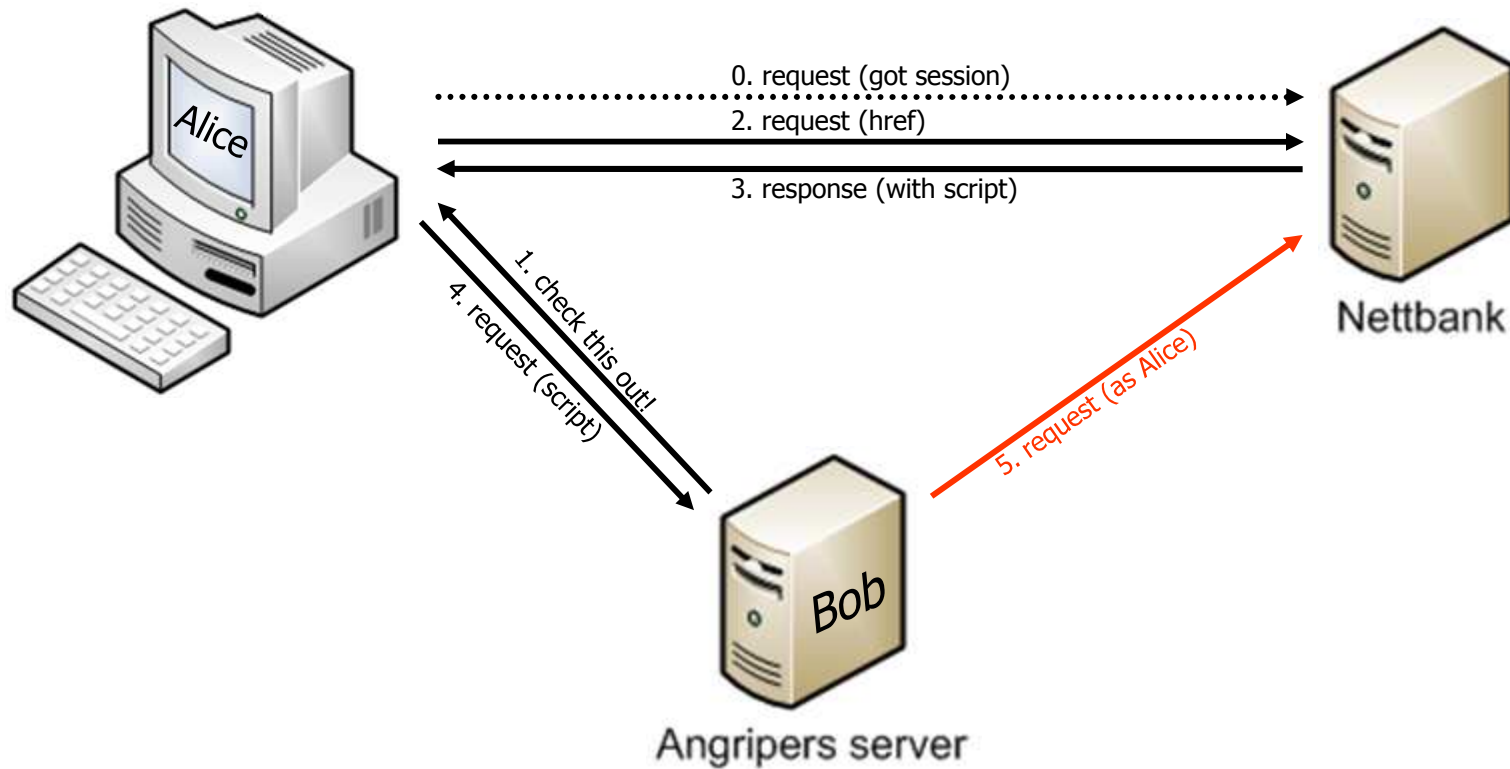 0. request (got session)
Alice
2. request (href)
3. response (with script)
1. check this out!
4. request (script)
Nettbank
5. request (as Alice)
Bob
Angripers server